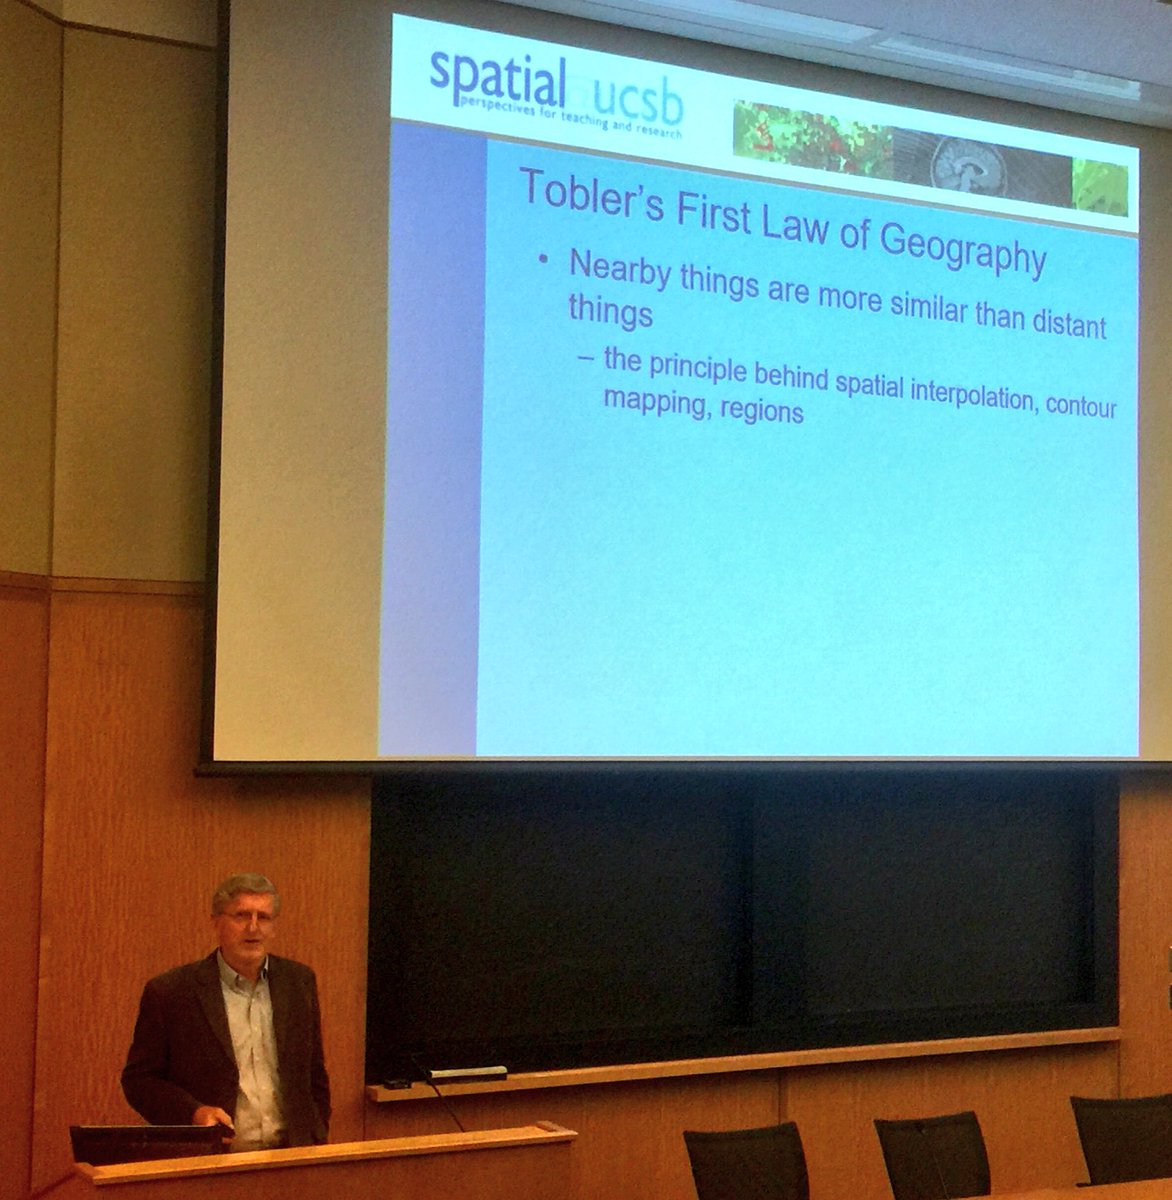 spatial ucsb
perspectives for teaching and research
Tobler's First Law of Geography
• Nearby things are more similar than distant
things
– the principle behind spatial interpolation, contour
mapping, regions